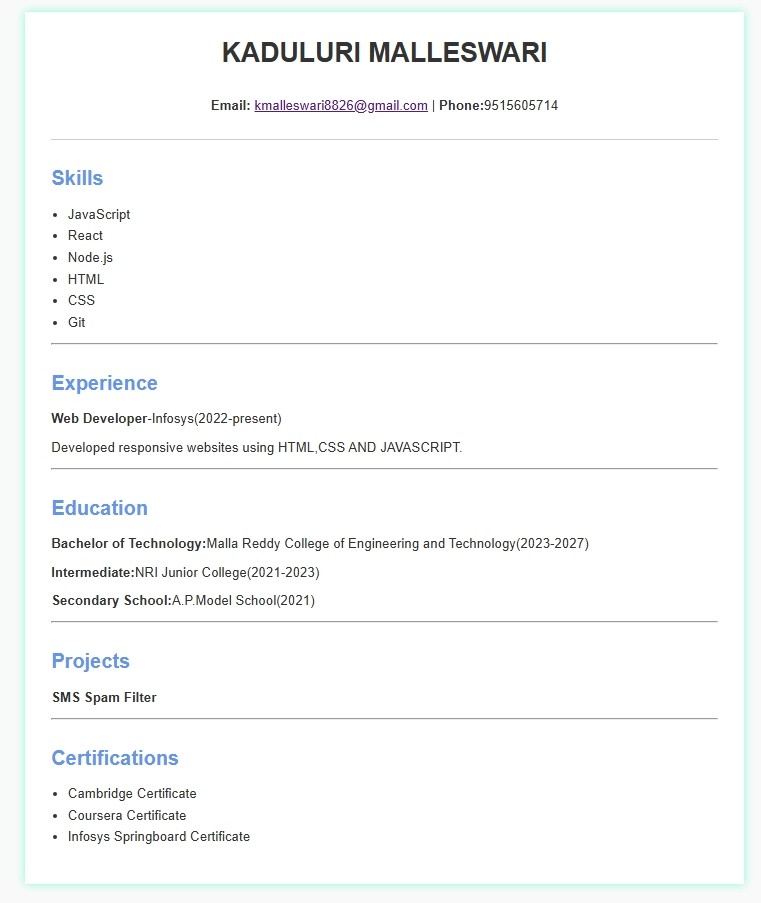 KADULURI MALLESWARI
Email: kmalleswari8826@gmail.com | Phone:9515605714
Skills
• JavaScript
• React
• Node.js
• HTML
• CSS
• Git
Experience
Web Developer-Infosys(2022-present)
Developed responsive websites using HTML,CSS AND JAVASCRIPT.
Education
Bachelor of Technology:Malla Reddy College of Engineering and Technology(2023-2027)
Intermediate:NRI Junior College(2021-2023)
Secondary School:A.P.Model School(2021)
Projects
SMS Spam Filter
Certifications
• Cambridge Certificate
• Coursera Certificate
• Infosys Springboard Certificate